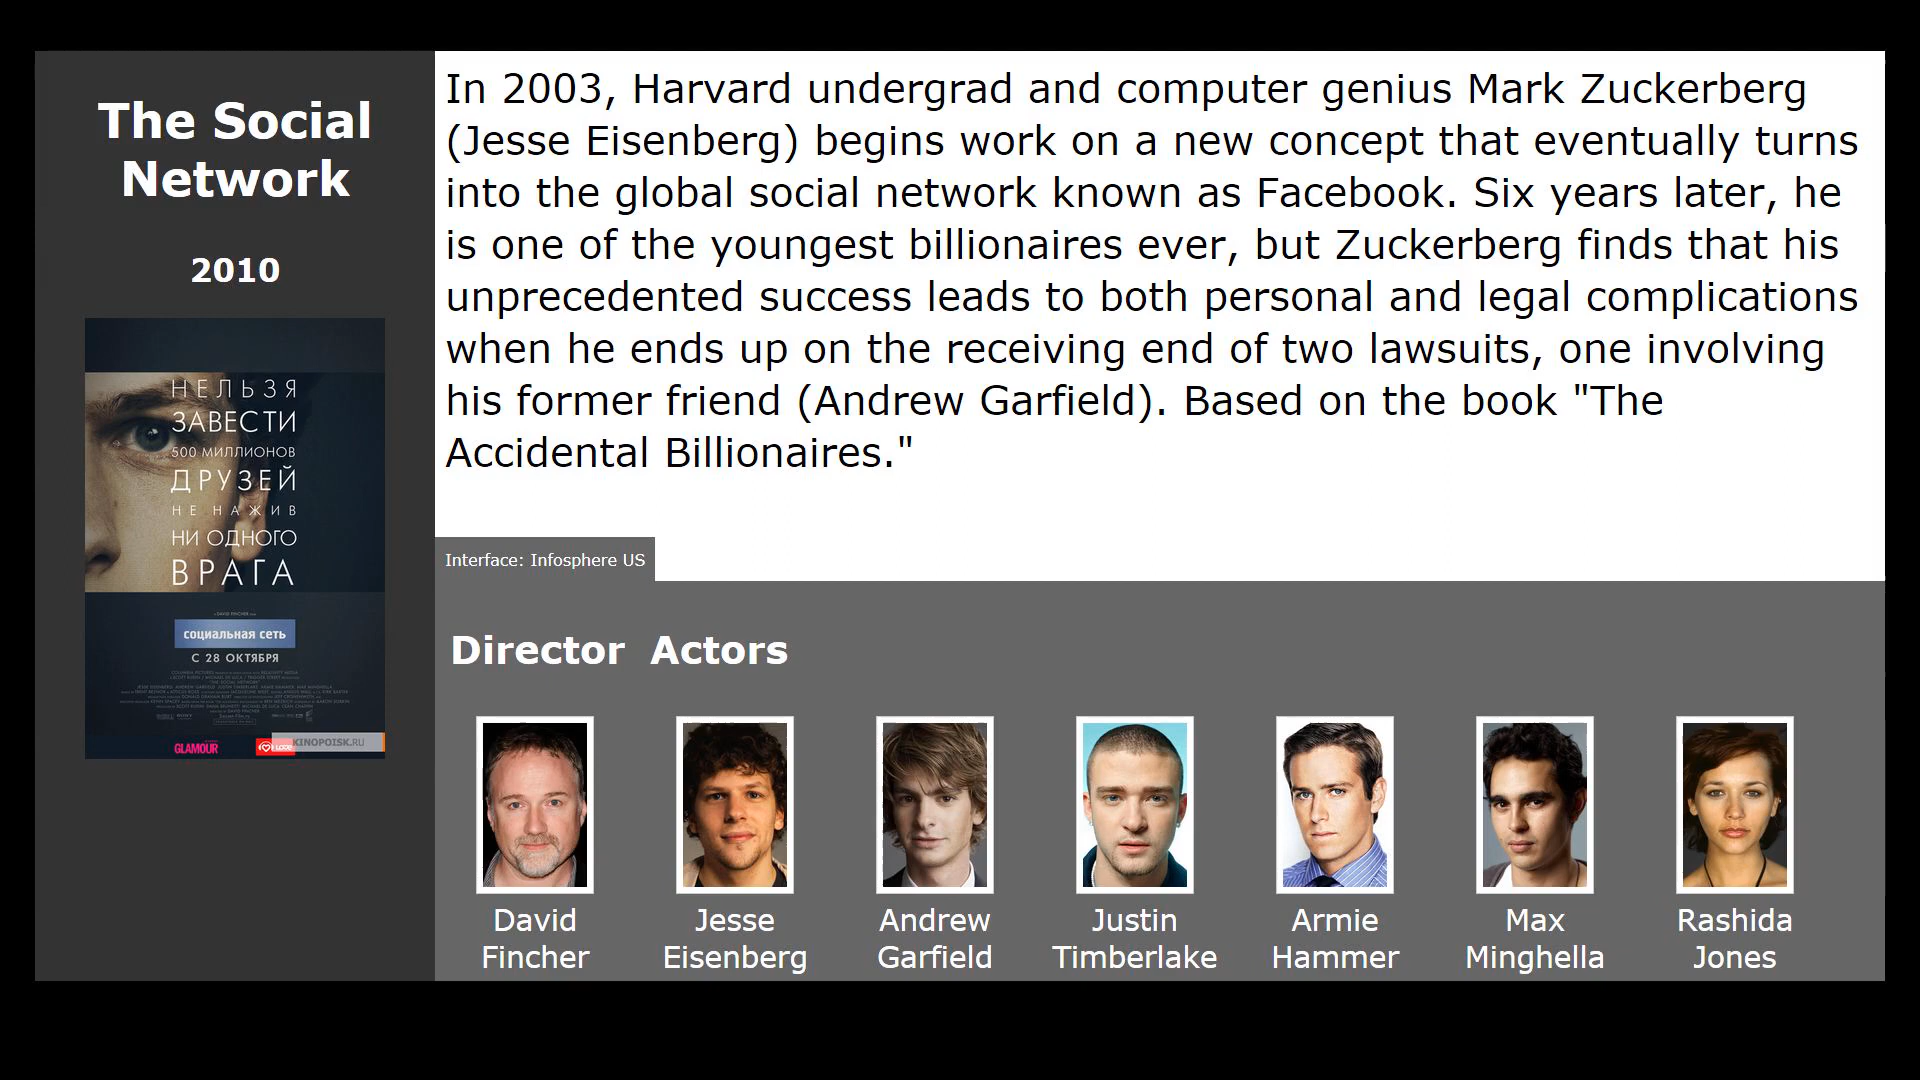 The Social
Network
2010
НЕЛЬЗЯ
ЗАВЕСТИ
500 МИЛЛИОНОВ
ДРУЗЕЙ
НЕ НАЖИВ
НИ ОДНОГО
ВРАГА
социальная сеть
С 28 ОКТЯБРЯ
GLAMOUR
KINOPOISK.RU
In 2003, Harvard undergrad and computer genius Mark Zuckerberg
(Jesse Eisenberg) begins work on a new concept that eventually turns
into the global social network known as Facebook. Six years later, he
is one of the youngest billionaires ever, but Zuckerberg finds that his
unprecedented success leads to both personal and legal complications
when he ends up on the receiving end of two lawsuits, one involving
his former friend (Andrew Garfield). Based on the book "The
Accidental Billionaires."
Interface: Infosphere US
Director Actors
David
Fincher
Jesse
Eisenberg
Andrew
Garfield
Justin
Timberlake
Armie
Hammer
Max
Minghella
Rashida
Jones